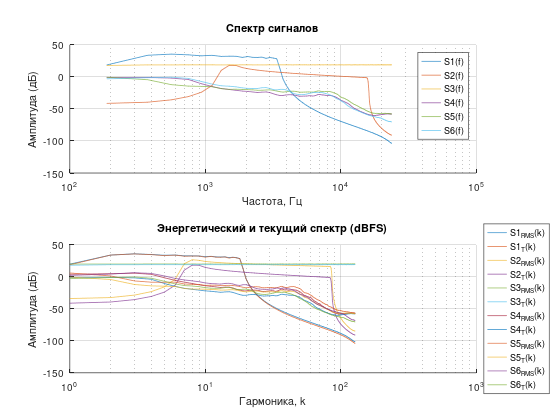 Спектр сигналов
Амплитуда (дБ)
50
0
-50
-100
-150
10²
10³
10⁴
10⁵
Частота, Гц
S1(f)
S2(f)
S3(f)
S4(f)
S5(f)
S6(f)
Энергетический и текущий спектр (dBFS)
Амплитуда (дБ)
50
0
-50
-100
-150
10⁰
10¹
10²
10³
Гармоника, k
S1RMS(k)
S1T(k)
S2RMS(k)
S2T(k)
S3RMS(k)
S3T(k)
S4RMS(k)
S4T(k)
S5RMS(k)
S5T(k)
S6RMS(k)
S6T(k)